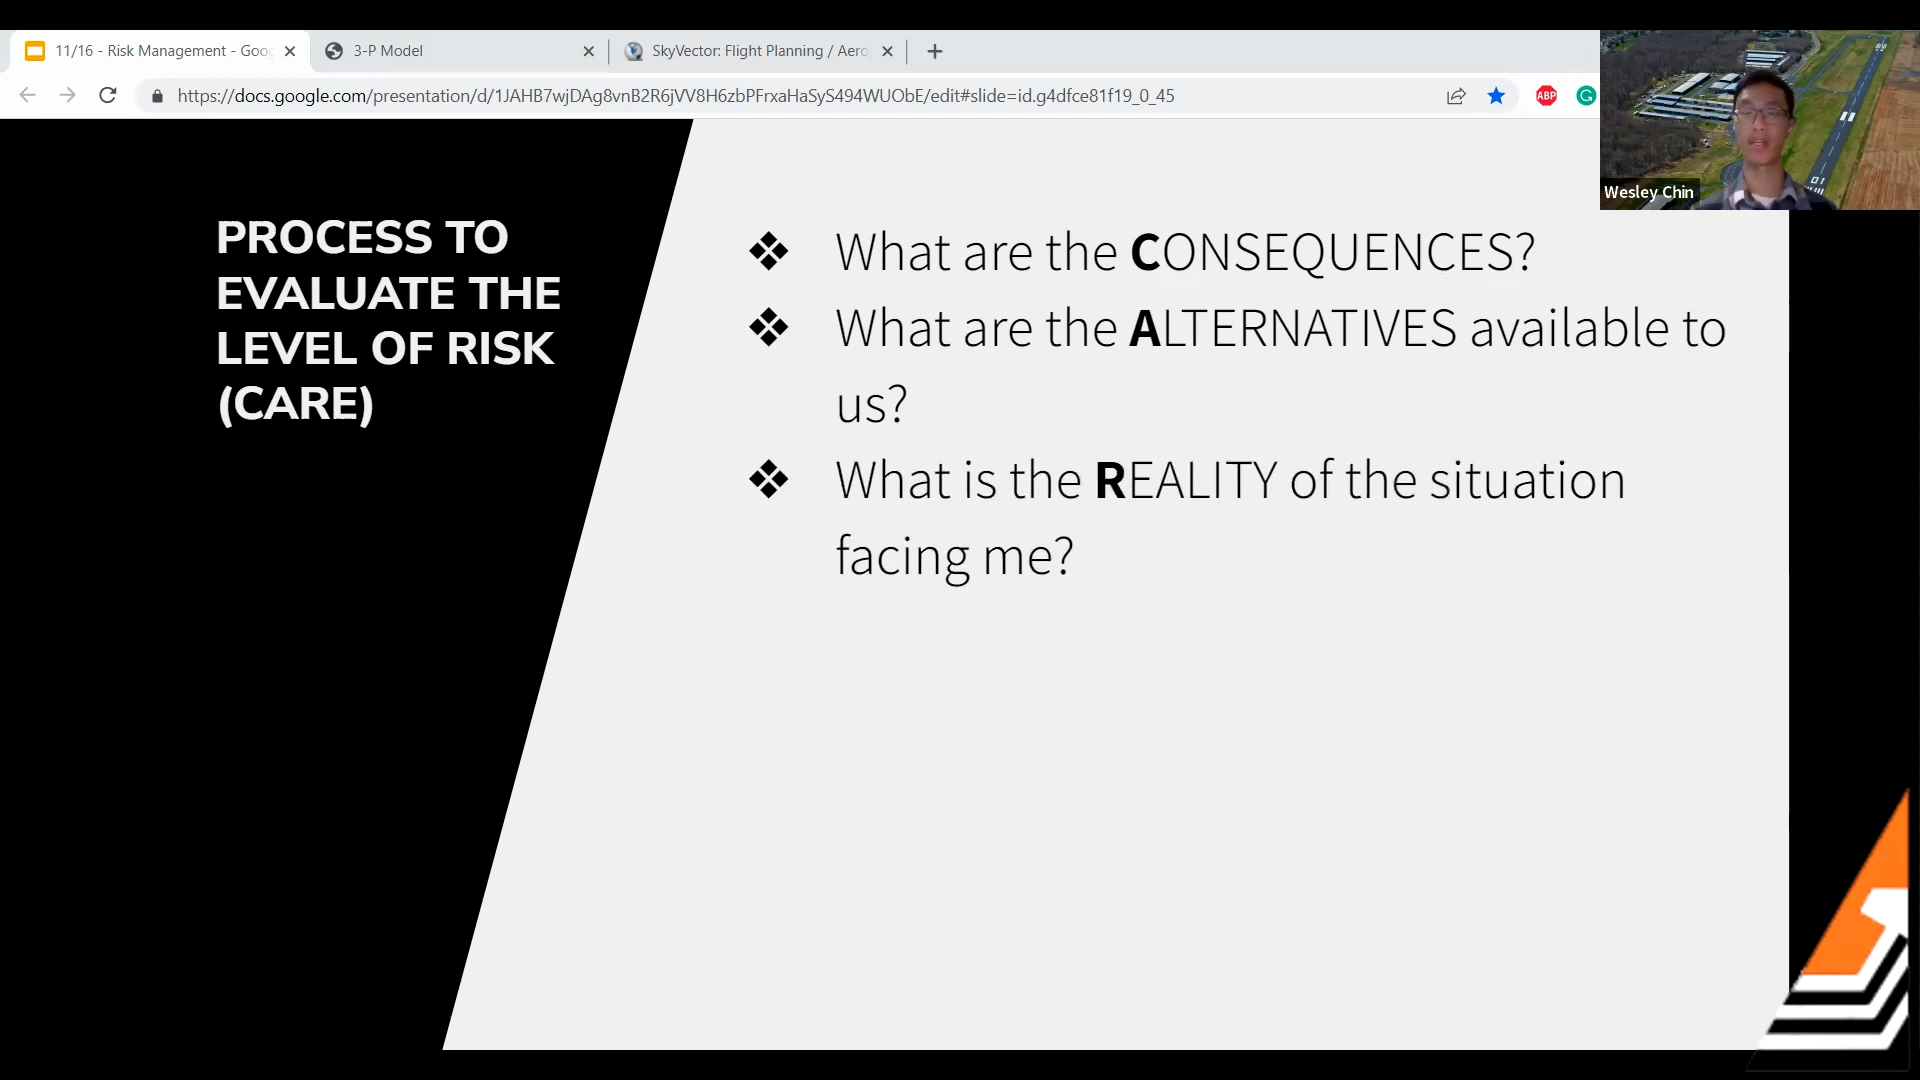 11/16 - Risk Management - Goo
3-P Model
SkyVector: Flight Planning / Aero
https://docs.google.com/presentation/d/1JAHB7wjDAg8vnB2R6jVV8H6zbPFrxaHaSyS494WUObE/edit#slide=id.g4dfce81f19_0_45
ABP
G
01
Wesley Chin
PROCESS TO
EVALUATE THE
LEVEL OF RISK
(CARE)
❖ What are the CONSEQUENCES?
❖ What are the ALTERNATIVES available to
us?
❖ What is the REALITY of the situation
facing me?